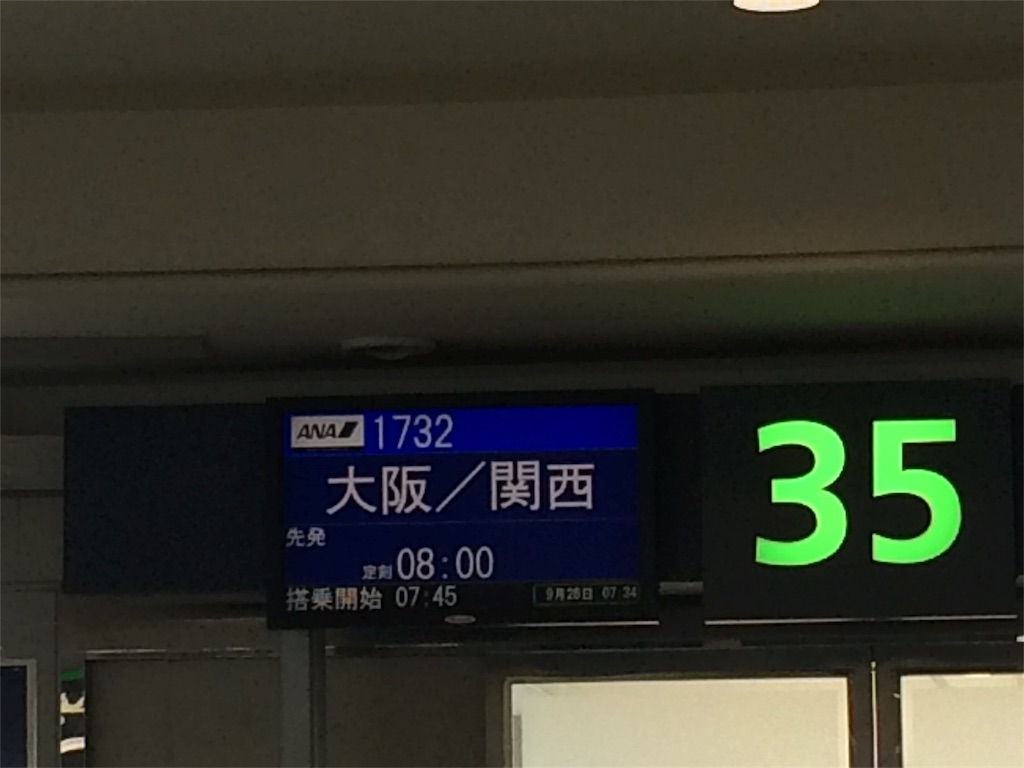 ANA 1732
大阪／関西
先発
定刻 08:00
搭乗開始 07:45
9月28日 07 34
35